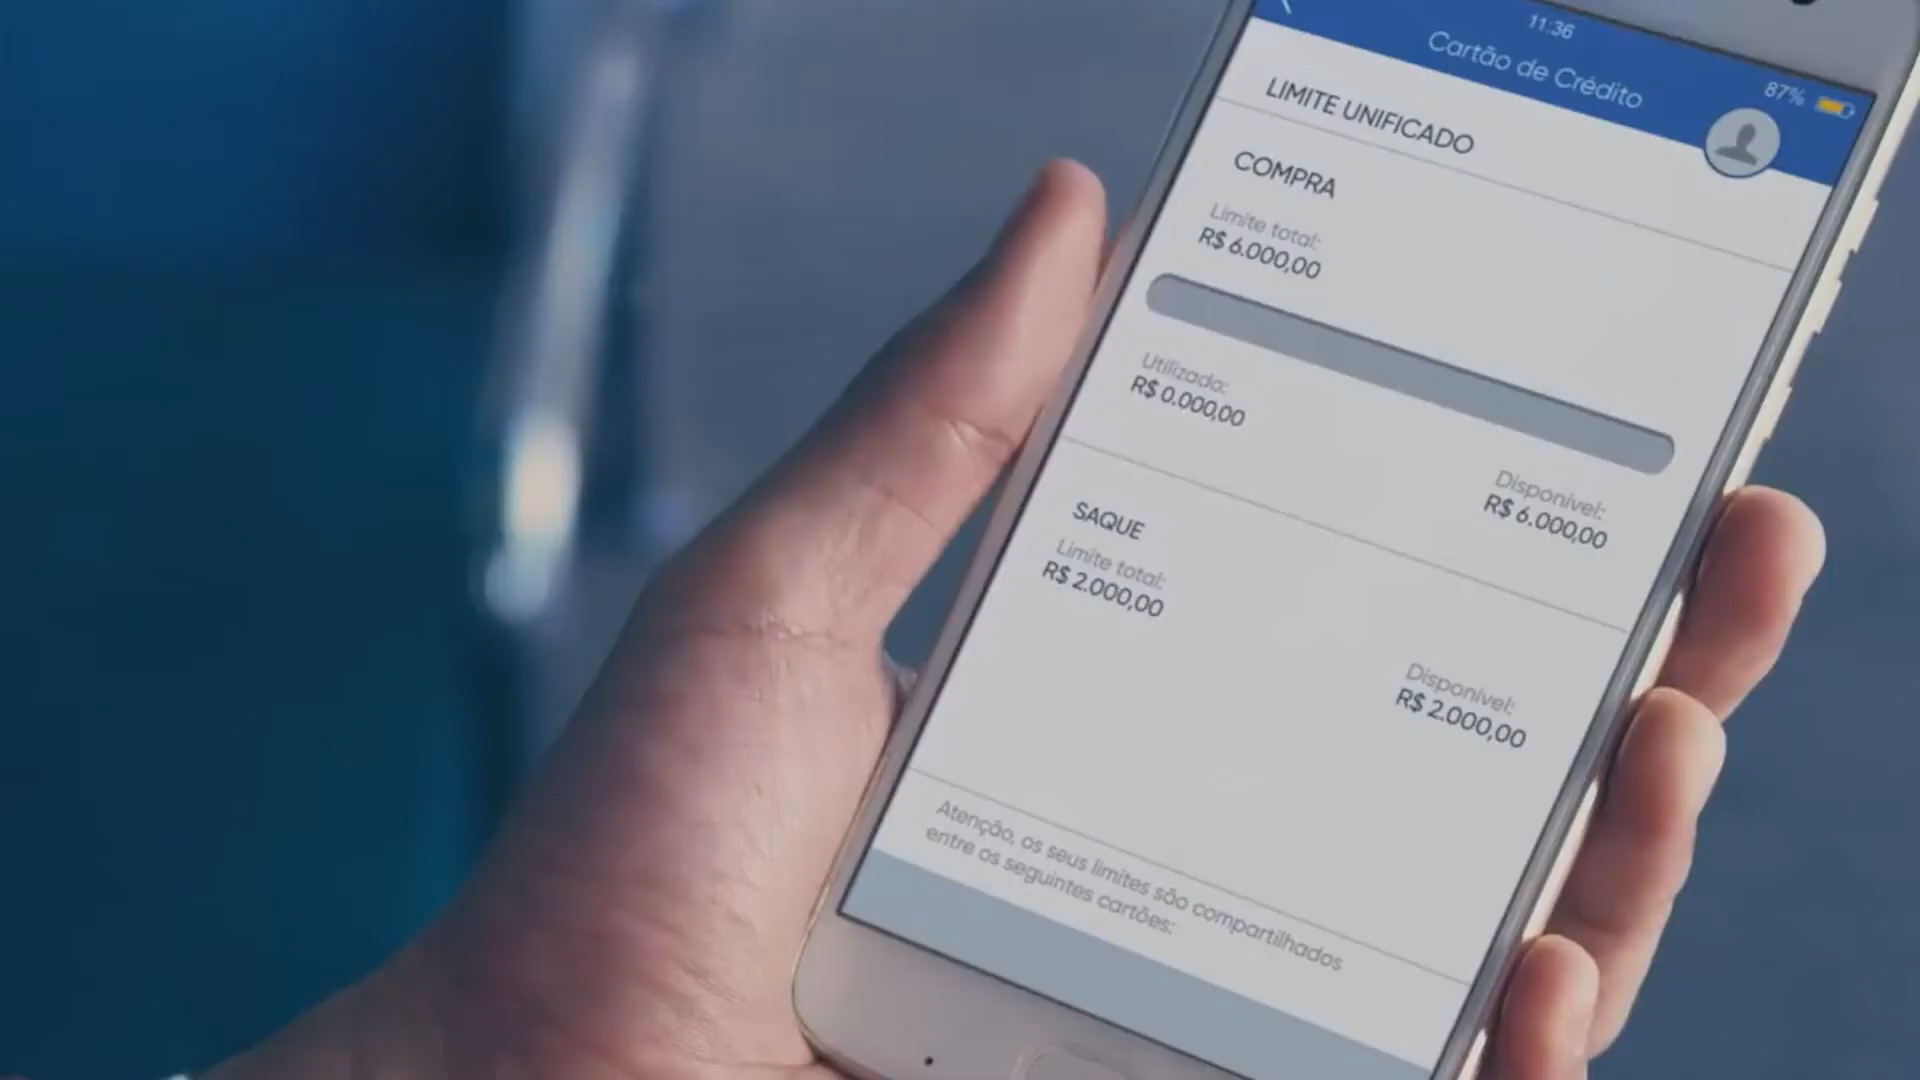 11:36
Cartão de Crédito
87%
LIMITE UNIFICADO
COMPRA
Limite total:
R$ 6.000,00
Utilizado:
R$ 0.000,00
Disponível:
R$ 6.000,00
SAQUE
Limite total:
R$ 2.000,00
Disponível:
R$ 2.000,00
Atenção, os seus limites são compartilhados
entre os seguintes cartões: